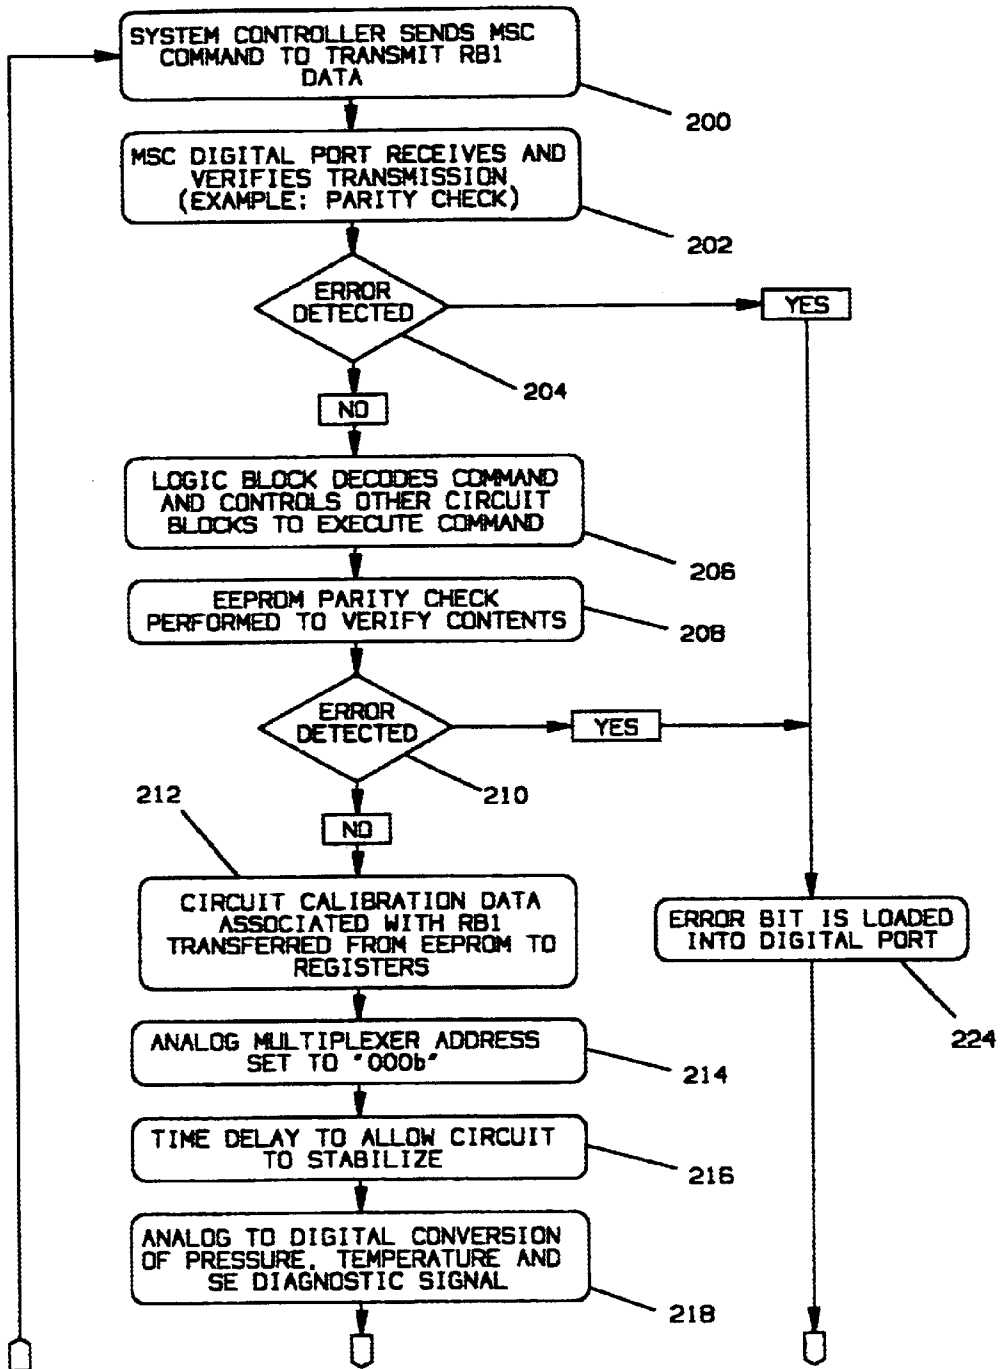 SYSTEM CONTROLLER SENDS MSC
COMMAND TO TRANSMIT RB1
DATA
200
MSC DIGITAL PORT RECEIVES AND
VERIFIES TRANSMISSION
(EXAMPLE: PARITY CHECK)
202
ERROR
DETECTED
YES
204
NO
LOGIC BLOCK DECODES COMMAND
AND CONTROLS OTHER CIRCUIT
BLOCKS TO EXECUTE COMMAND
206
EEPROM PARITY CHECK
PERFORMED TO VERIFY CONTENTS
208
ERROR
DETECTED
YES
210
212
NO
CIRCUIT CALIBRATION DATA
ASSOCIATED WITH RB1
TRANSFERRED FROM EEPROM TO
REGISTERS
ERROR BIT IS LOADED
INTO DIGITAL PORT
224
ANALOG MULTIPLEXER ADDRESS
SET TO "000b"
214
TIME DELAY TO ALLOW CIRCUIT
TO STABILIZE
216
ANALOG TO DIGITAL CONVERSION
OF PRESSURE, TEMPERATURE AND
SE DIAGNOSTIC SIGNAL
218